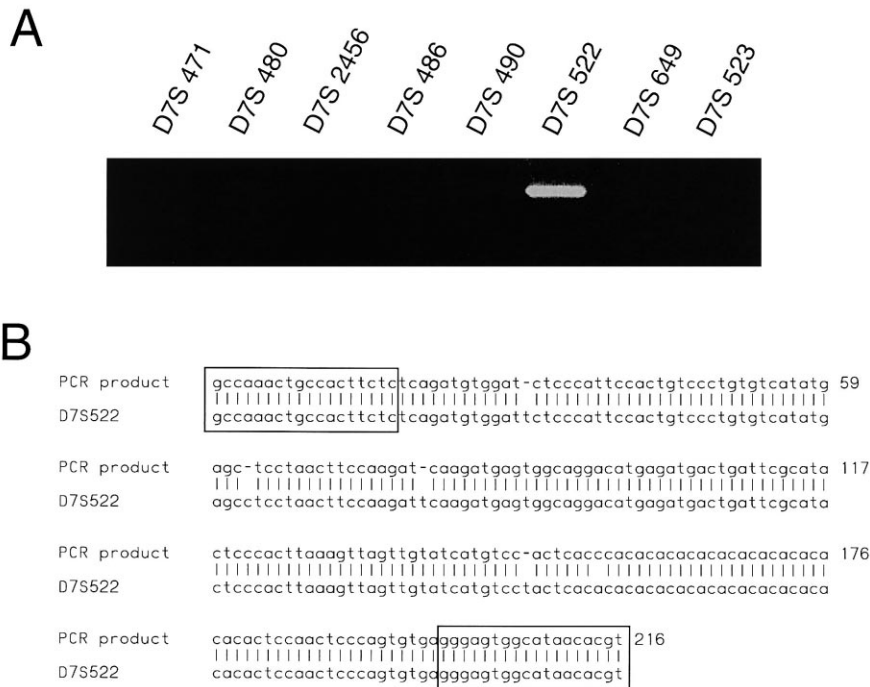 A
D7S 471 D7S 480 D7S 2456 D7S 486 D7S 490 D7S 522 D7S 649 D7S 523
B
PCR product gccaaactgccacttctctcagatgtggat-ctcccattccactgtccctgtgtcatatg 59
D7S522 gccaaactgccacttctctcagatgtggattctcccattccactgtccctgtgtcatatg
PCR product agc-tcctaacttccaagat-caagatgagtggcaggacatgagatgactgattcgcata 117
D7S522 agcctcctaacttccaagattcaagatgagtggcaggacatgagatgactgattcgcata
PCR product ctcccacttaaagttagttgtatcatgtcc-actcacccacacacacacacacacacaca 176
D7S522 ctcccacttaaagttagttgtatcatgtcctactcacacacacacacacacacacacaca
PCR product cacactccaactcccagtgtgagggagtggcataacacgt 216
D7S522 cacactccaactcccagtgtgagggagtggcataacacgt